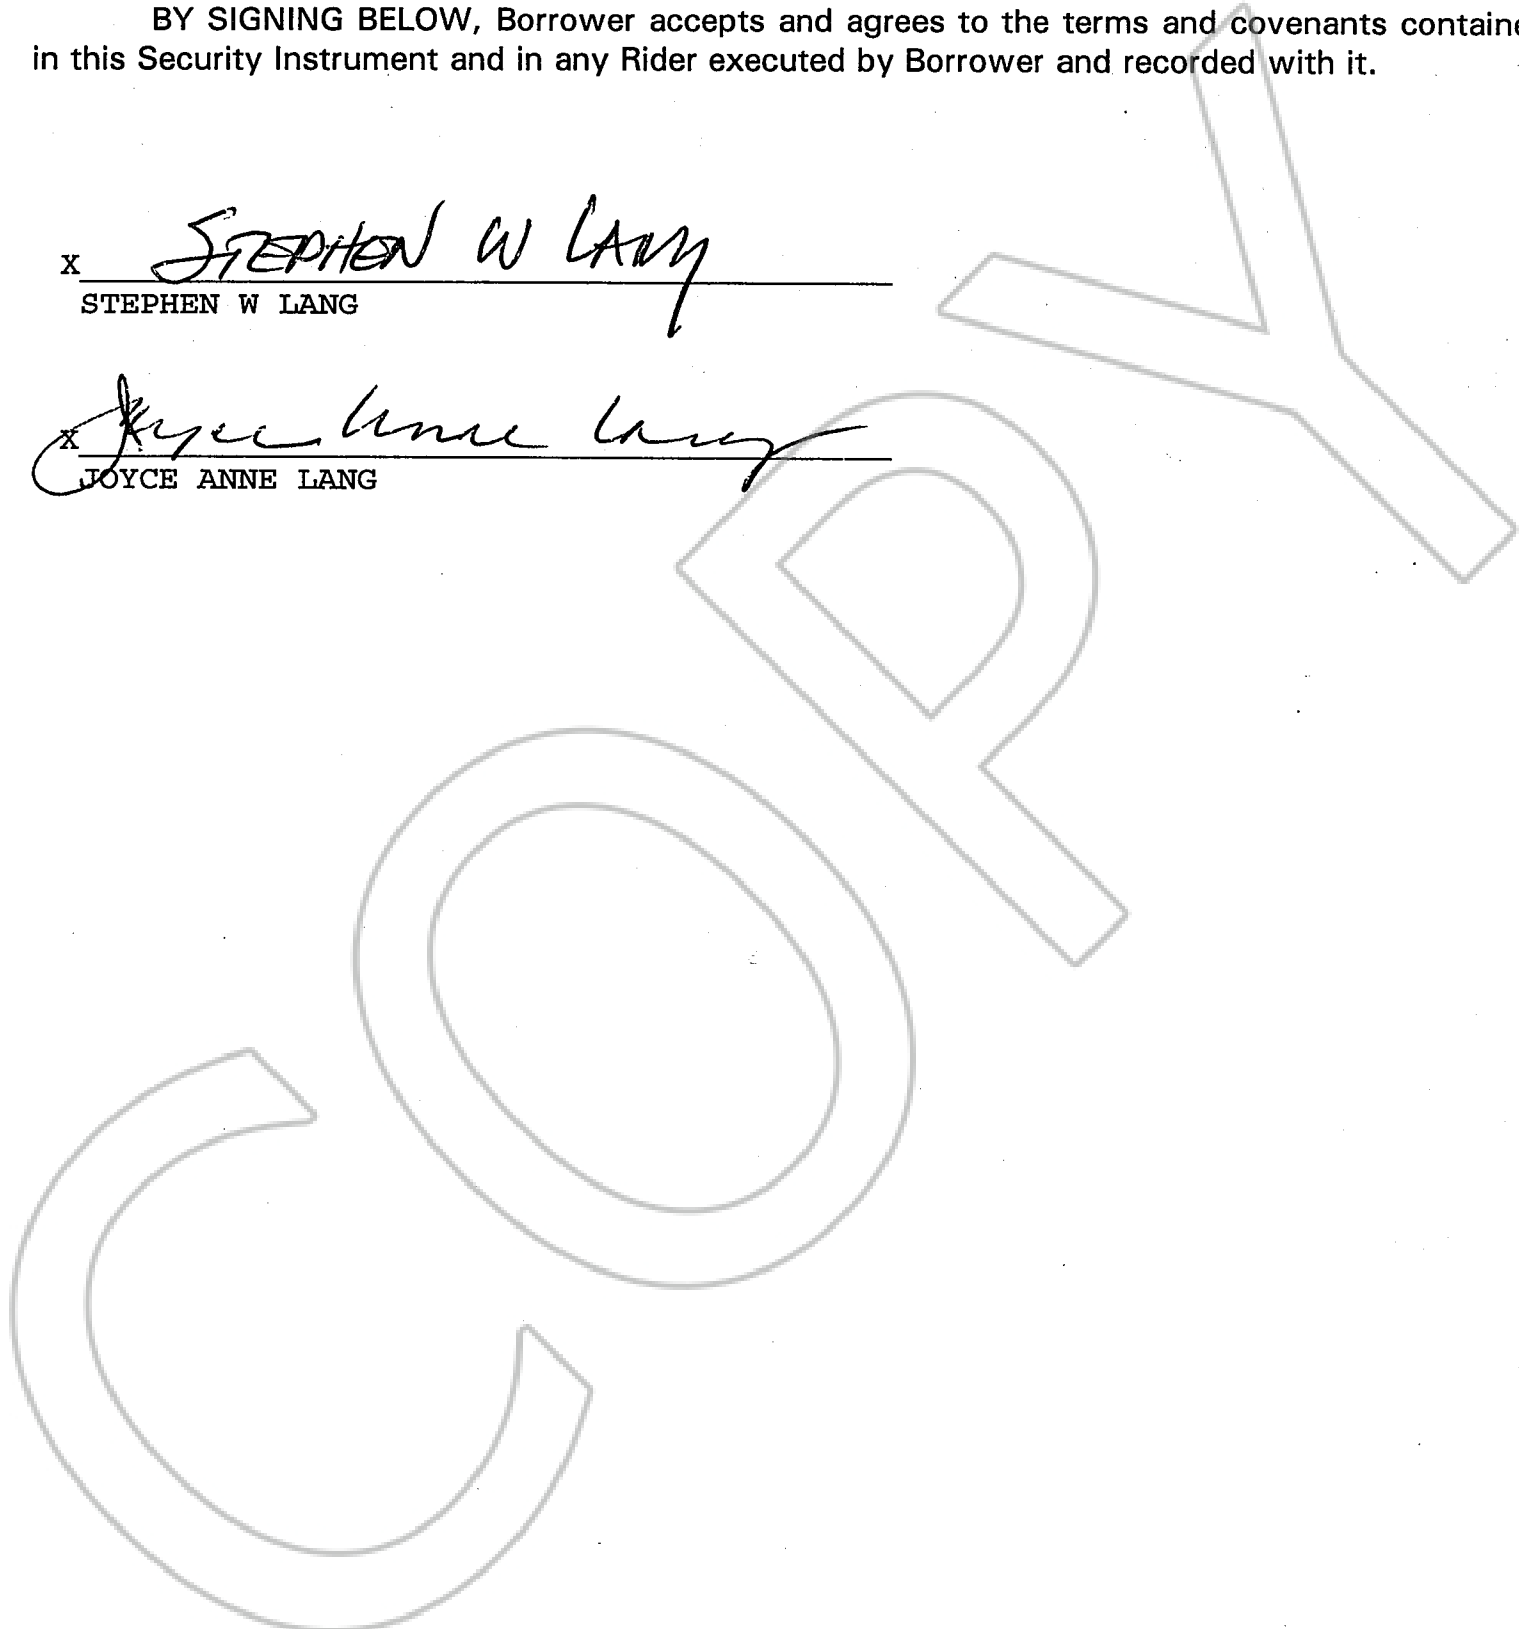 BY SIGNING BELOW, Borrower accepts and agrees to the terms and covenants containe
in this Security Instrument and in any Rider executed by Borrower and recorded with it.
X STEPHEN W LANG
STEPHEN W LANG
X Joyce Anne Lang
JOYCE ANNE LANG
COPY